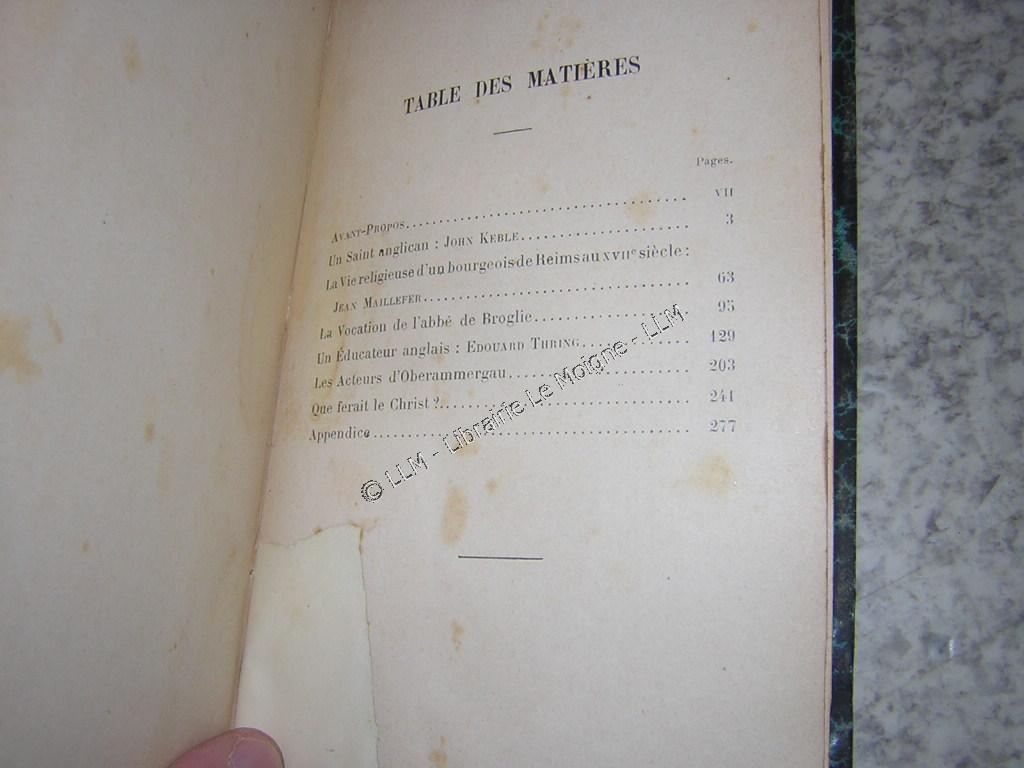 TABLE DES MATIÈRES
Pages.
AVANT-PROPOS. VII
Un Saint anglican : JOHN KEBLE. 3
La Vie religieuse d'un bourgeois de Reims au XVIIe siècle :
JEAN MAILLEFER. 63
La Vocation de l'abbé de Broglie. 95
Un Éducateur anglais : EDOUARD THRING. 129
Les Acteurs d'Oberammergau. 203
Que ferait le Christ ?. 241
Appendice. 277
© LLM - Librairie Le Moigne - LLM